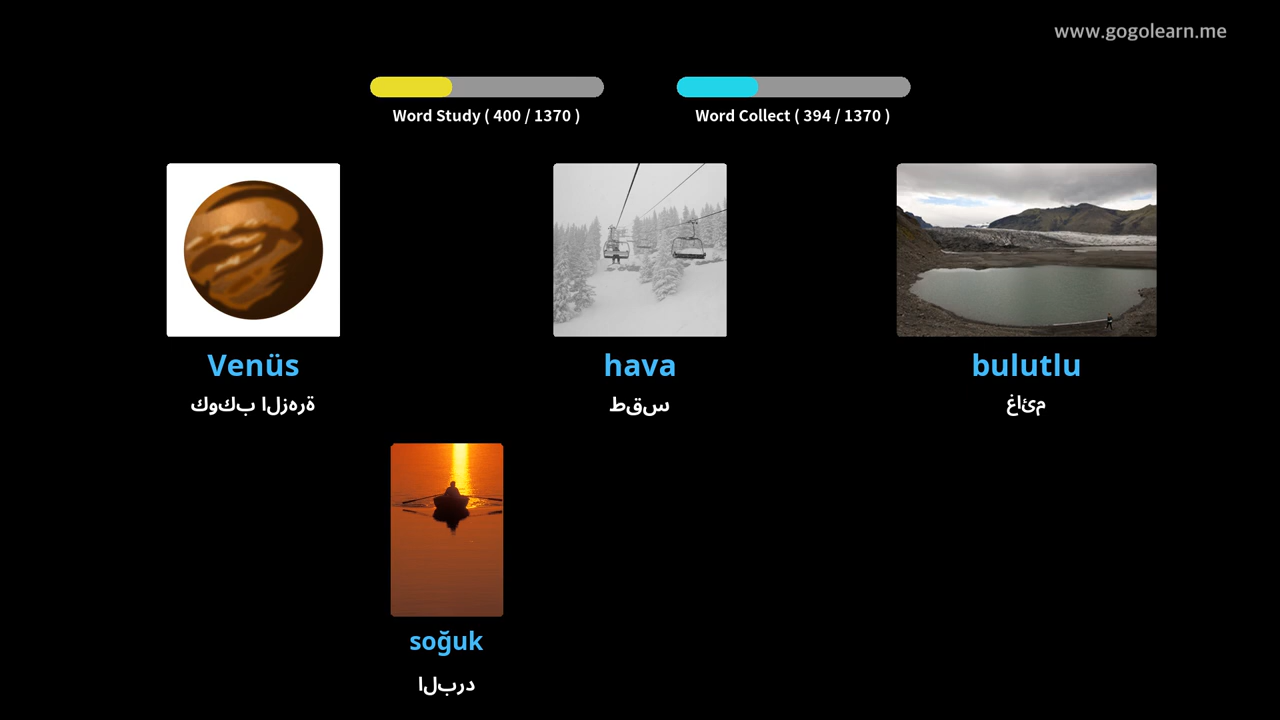 www.gogolearn.me
Word Study ( 400 / 1370 )
Word Collect ( 394 / 1370 )
Venüs
hava
bulutlu
كوكب الزهرة
طقس
غائم
soğuk
البرد